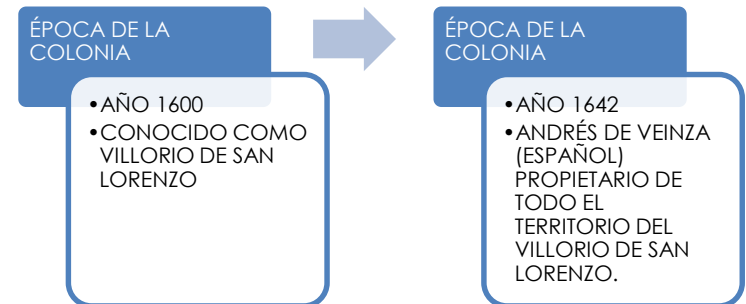 ÉPOCA DE LA
COLONIA
•AÑO 1600
•CONOCIDO COMO
VILLORIO DE SAN
LORENZO
ÉPOCA DE LA
COLONIA
•AÑO 1642
•ANDRÉS DE VEINZA
(ESPAÑOL)
PROPIETARIO DE
TODO EL
TERRITORIO DEL
VILLORIO DE SAN
LORENZO.